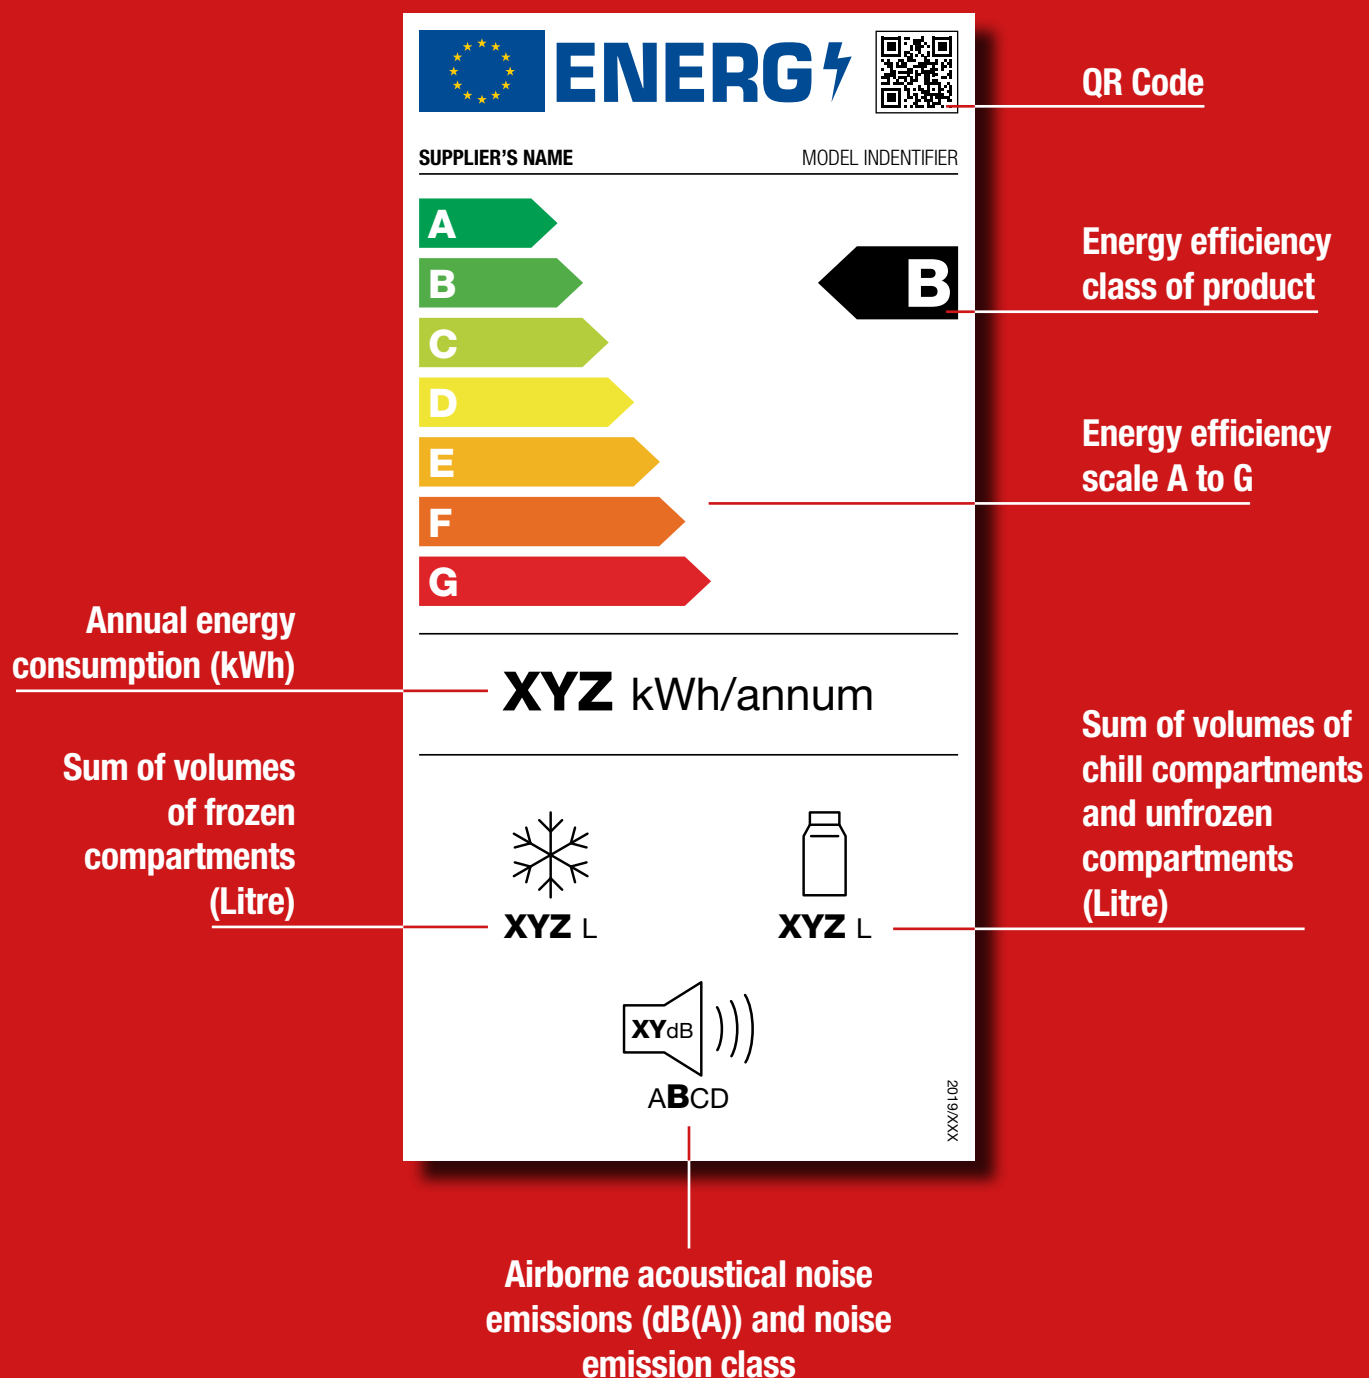 ENERG
QR Code
SUPPLIER'S NAME
MODEL INDENTIFIER
A
B
C
D
E
F
G
B
Energy efficiency
class of product
Energy efficiency
scale A to G
Annual energy
consumption (kWh)
XYZ kWh/annum
Sum of volumes
of frozen
compartments
(Litre)
XYZ L
XYZ L
Sum of volumes of
chill compartments
and unfrozen
compartments
(Litre)
XYdB
ABCD
2019/XXX
Airborne acoustical noise
emissions (dB(A)) and noise
emission class